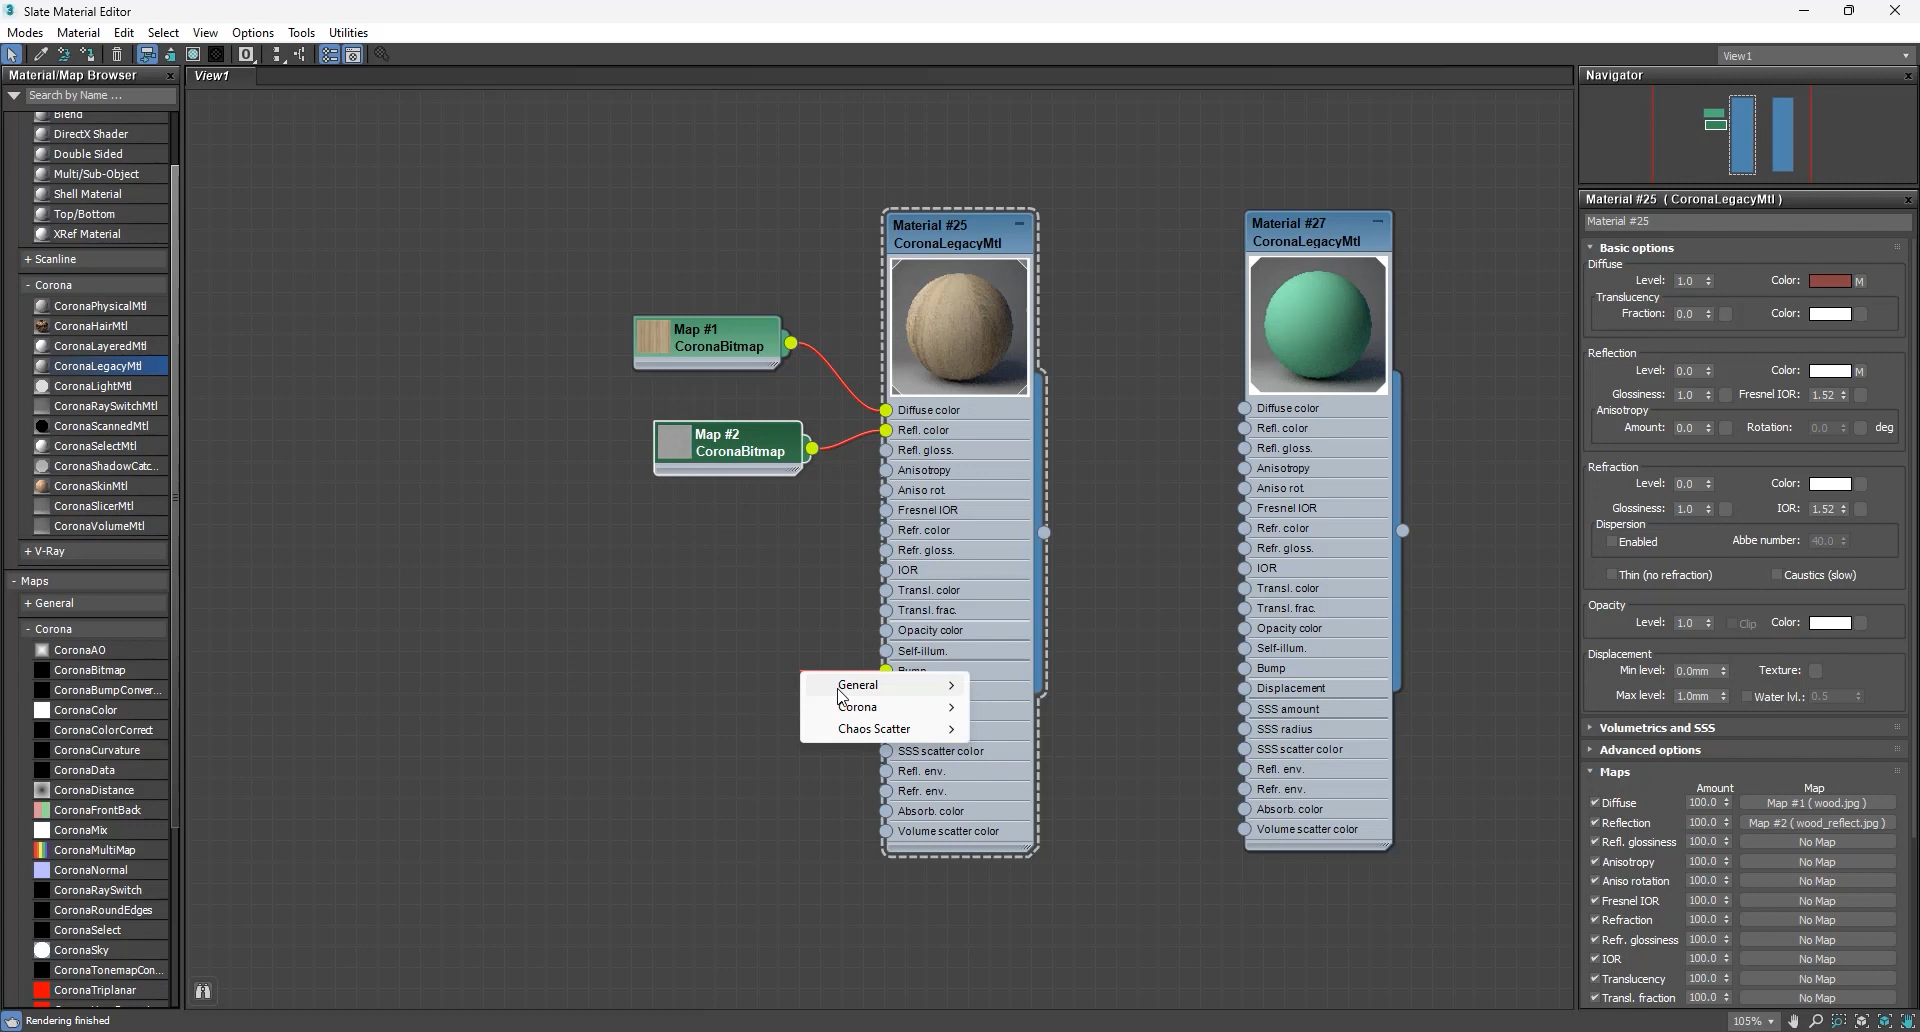 3 Slate Material Editor
Modes Material Edit Select View Options Tools Utilities
View1
Material/Map Browser x
Search by Name ...
Blend
DirectX Shader
Double Sided
Multi/Sub-Object
Shell Material
Top/Bottom
XRef Material
+ Scanline
- Corona
CoronaPhysicalMtl
CoronaHairMtl
CoronaLayeredMtl
CoronaLegacyMtl
CoronaLightMtl
CoronaRaySwitchMtl
CoronaScannedMtl
CoronaSelectMtl
CoronaShadowCatc...
CoronaSkinMtl
CoronaSlicerMtl
CoronaVolumeMtl
+ V-Ray
- Maps
+ General
- Corona
CoronaAO
CoronaBitmap
CoronaBumpConver...
CoronaColor
CoronaColorCorrect
CoronaCurvature
CoronaData
CoronaDistance
CoronaFrontBack
CoronaMix
CoronaMultiMap
CoronaNormal
CoronaRaySwitch
CoronaRoundEdges
CoronaSelect
CoronaSky
CoronaTonemapCon...
CoronaTriplanar
Rendering finished
View1
Map #1
CoronaBitmap
Map #2
CoronaBitmap
Material #25
CoronaLegacyMtl
Diffuse color
Refl. color
Refl. gloss.
Anisotropy
Aniso rot.
Fresnel IOR
Refr. color
Refr. gloss.
IOR
Transl. color
Transl. frac.
Opacity color
Self-illum.
Bump
General
Corona
Chaos Scatter
SSS scatter color
Refl. env.
Refr. env.
Absorb. color
Volume scatter color
Material #27
CoronaLegacyMtl
Diffuse color
Refl. color
Refl. gloss.
Anisotropy
Aniso rot.
Fresnel IOR
Refr. color
Refr. gloss.
IOR
Transl. color
Transl. frac.
Opacity color
Self-illum.
Bump
Displacement
SSS amount
SSS radius
SSS scatter color
Refl. env.
Refr. env.
Absorb. color
Volume scatter color
Navigator x
Material #25 ( CoronaLegacyMtl ) x
Material #25
Basic options
Diffuse
Level: 1.0 Color: M
Translucency
Fraction: 0.0 Color:
Reflection
Level: 0.0 Color: M
Glossiness: 1.0 Fresnel IOR: 1.52
Anisotropy
Amount: 0.0 Rotation: 0.0 deg
Refraction
Level: 0.0 Color:
Glossiness: 1.0 IOR: 1.52
Dispersion
Enabled Abbe number: 40.0
Thin (no refraction) Caustics (slow)
Opacity
Level: 1.0 Clip Color:
Displacement
Min level: 0.0mm Texture:
Max level: 1.0mm Water lvl.: 0.5
Volumetrics and SSS
Advanced options
Maps
Amount Map
Diffuse 100.0 Map #1 ( wood.jpg )
Reflection 100.0 Map #2 ( wood_reflect.jpg )
Refl. glossiness 100.0 No Map
Anisotropy 100.0 No Map
Aniso rotation 100.0 No Map
Fresnel IOR 100.0 No Map
Refraction 100.0 No Map
Refr. glossiness 100.0 No Map
IOR 100.0 No Map
Translucency 100.0 No Map
Transl. fraction 100.0 No Map
105%